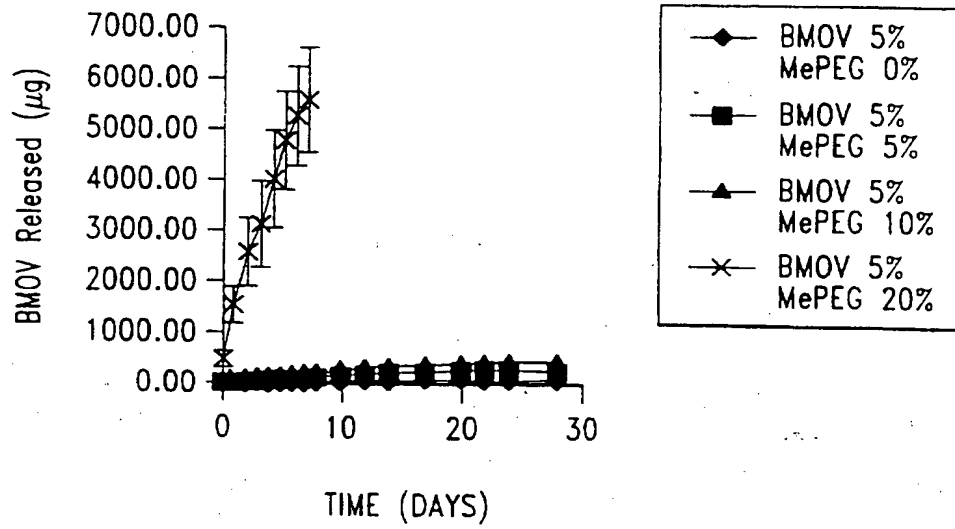 7000.00
6000.00
5000.00
4000.00
3000.00
2000.00
1000.00
0.00
BMOV Released (µg)
0 10 20 30
TIME (DAYS)
BMOV 5%
MePEG 0%
BMOV 5%
MePEG 5%
BMOV 5%
MePEG 10%
BMOV 5%
MePEG 20%